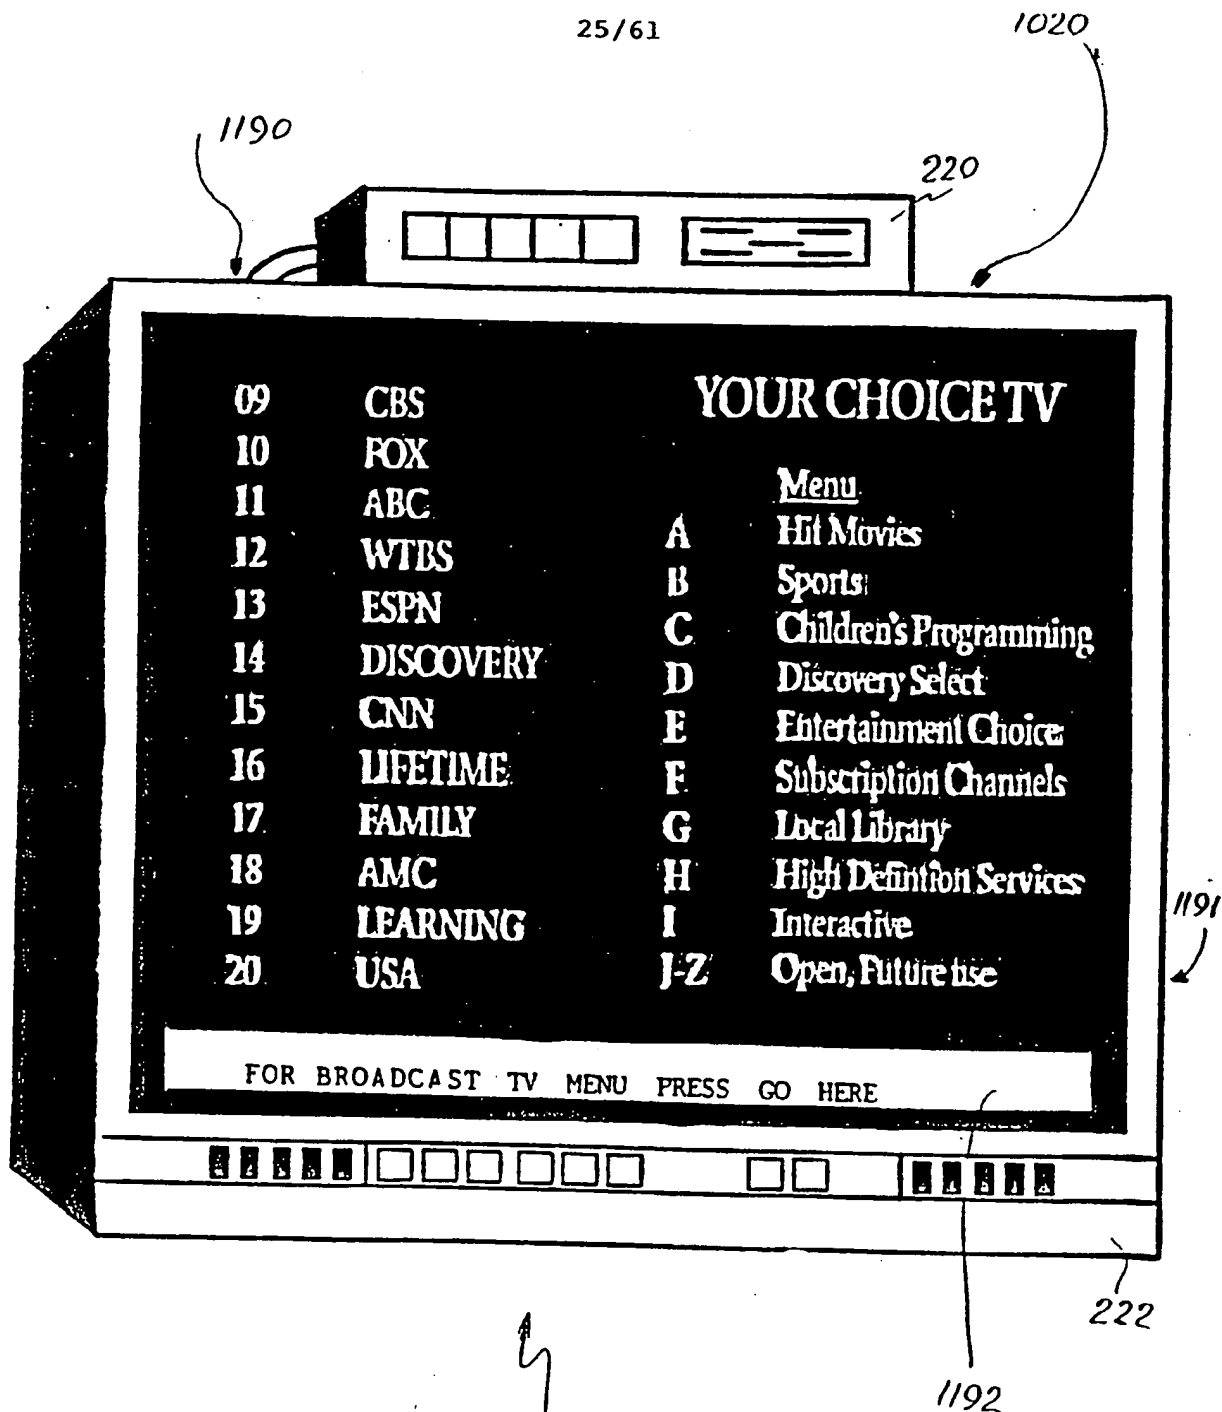 25/61
1020
1190
220
09 CBS
10 FOX
11 ABC
12 WTBS
13 ESPN
14 DISCOVERY
15 CNN
16 LIFETIME
17 FAMILY
18 AMC
19 LEARNING
20 USA
YOUR CHOICE TV
Menu
A Hit Movies
B Sports
C Children's Programming
D Discovery Select
E Entertainment Choice
F Subscription Channels
G Local Library
H High Defintion Services
I Interactive
J-Z Open, Future use
1191
FOR BROADCAST TV MENU PRESS GO HERE
222
1192